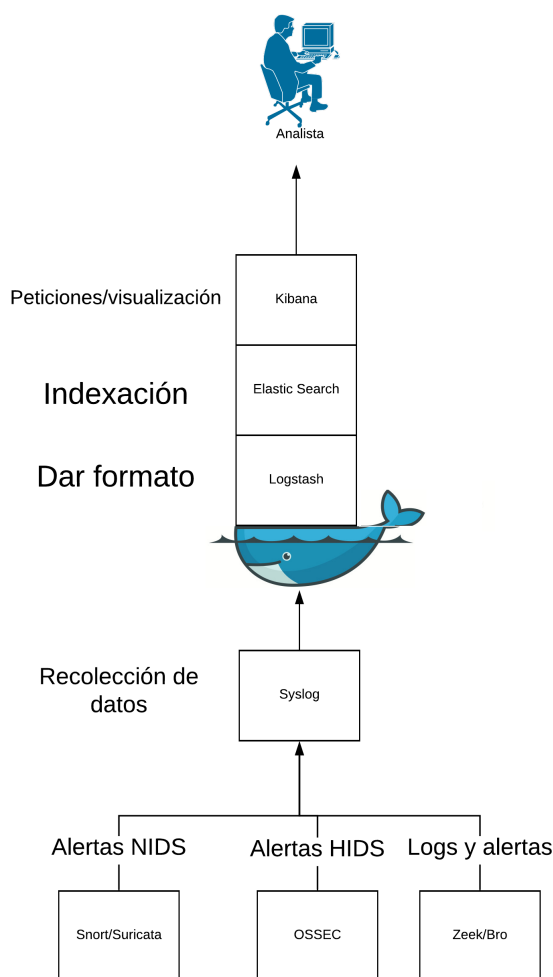 Analista
Peticiones/visualización
Kibana
Indexación
Elastic Search
Dar formato
Logstash
Recolección de
datos
Syslog
Alertas NIDS
Alertas HIDS
Logs y alertas
Snort/Suricata
OSSEC
Zeek/Bro